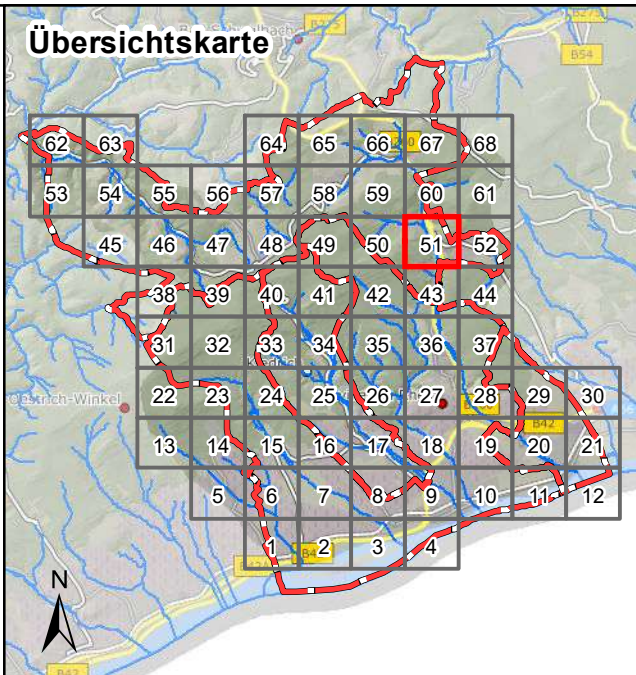 Übersichtskarte
B275
B275
B54
62 63 64 65 66 67 68
53 54 55 56 57 58 59 60 61
45 46 47 48 49 50 51 52
38 39 40 41 42 43 44
31 32 33 34 35 36 37
22 23 24 25 26 27 28 29 30
B42
13 14 15 16 17 18 19 20 21
5 6 7 8 9 10 11 12
1 2 3 4
N
B42